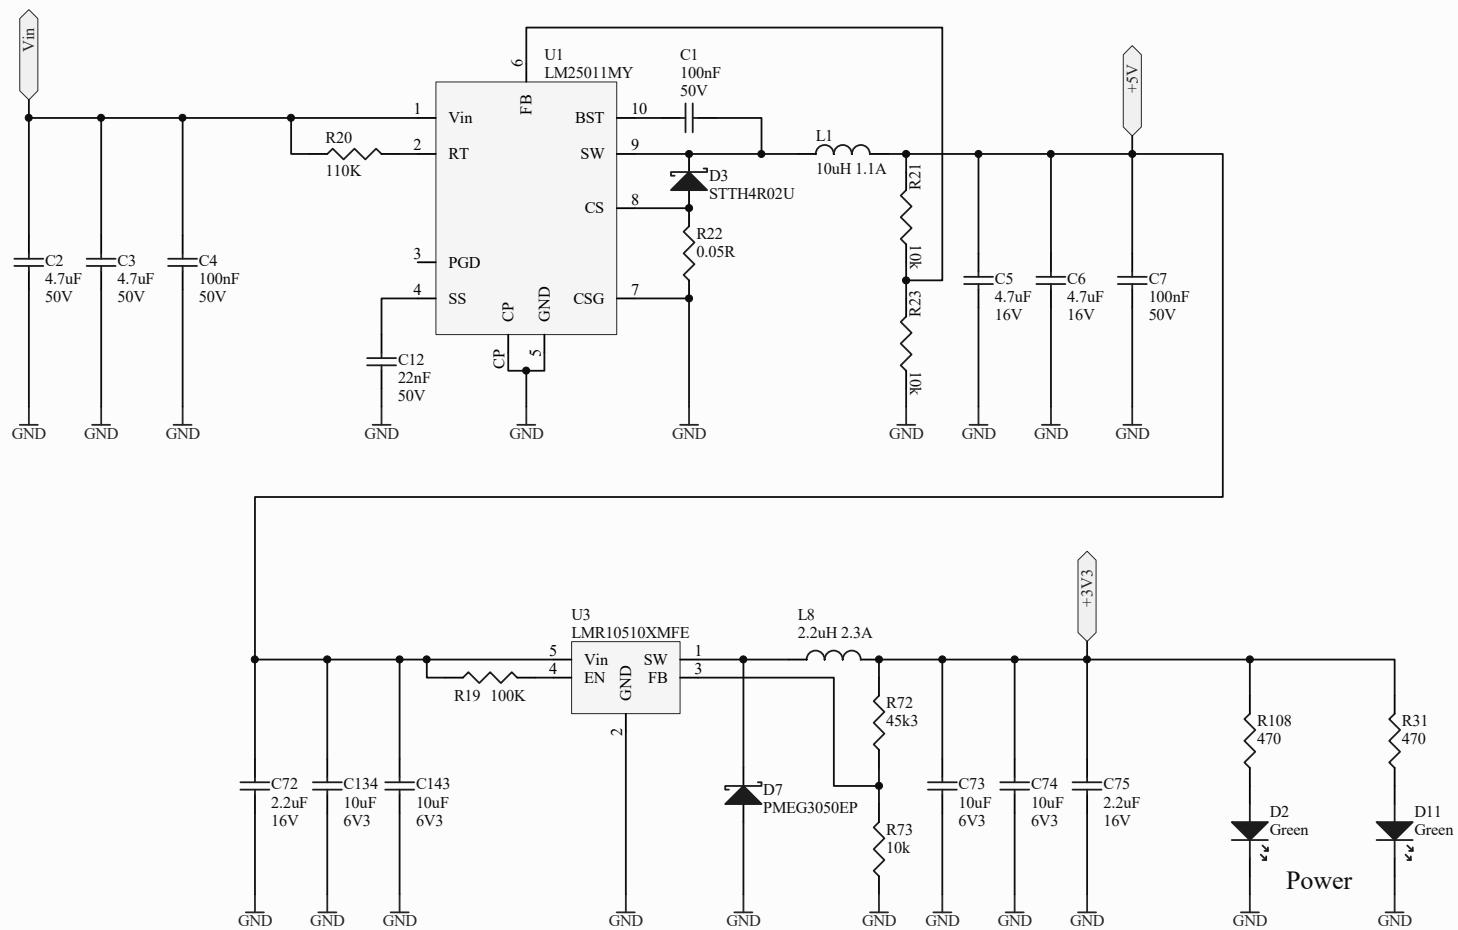 Vin
U1
LM25011MY
C1
100nF
50V
+5V
6
FB
1
Vin
BST
10
R20
110K
2
RT
SW
9
L1
10uH 1.1A
D3
STTH4R02U
R21
10k
CS
8
R22
0.05R
C2
4.7uF
50V
C3
4.7uF
50V
C4
100nF
50V
3
PGD
4
SS
CSG
7
CP
GND
CP
5
R23
10k
C5
4.7uF
16V
C6
4.7uF
16V
C7
100nF
50V
C12
22nF
50V
GND
GND
GND
GND
GND
GND
GND
GND
GND
GND
+3V3
U3
LMR10510XMFE
L8
2.2uH 2.3A
5
Vin
SW
1
4
EN
FB
3
GND
2
R19 100K
R72
45k3
R108
470
R31
470
C72
2.2uF
16V
C134
10uF
6V3
C143
10uF
6V3
D7
PMEG3050EP
C73
10uF
6V3
C74
10uF
6V3
C75
2.2uF
16V
R73
10k
D2
Green
D11
Green
Power
GND
GND
GND
GND
GND
GND
GND
GND
GND
GND
GND